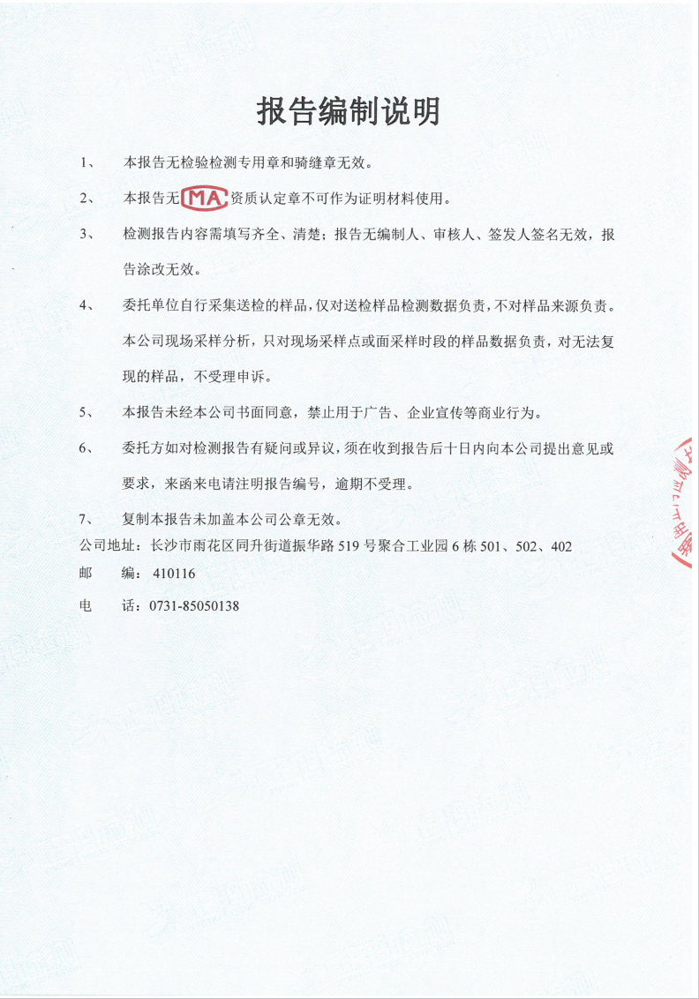 报告编制说明
1、 本报告无检验检测专用章和骑缝章无效。
2、 本报告无MA资质认定章不可作为证明材料使用。
3、 检测报告内容需填写齐全、清楚；报告无编制人、审核人、签发人签名无效，报
告涂改无效。
4、 委托单位自行采集送检的样品，仅对送检样品检测数据负责，不对样品来源负责。
本公司现场采样分析，只对现场采样点或面采样时段的样品数据负责，对无法复
现的样品，不受理申诉。
5、 本报告未经本公司书面同意，禁止用于广告、企业宣传等商业行为。
6、 委托方如对检测报告有疑问或异议，须在收到报告后十日内向本公司提出意见或
要求，来函来电请注明报告编号，逾期不受理。
7、 复制本报告未加盖本公司公章无效。
公司地址：长沙市雨花区同升街道振华路 519 号聚合工业园 6 栋 501、502、402
邮 编： 410116
电 话：0731-85050138